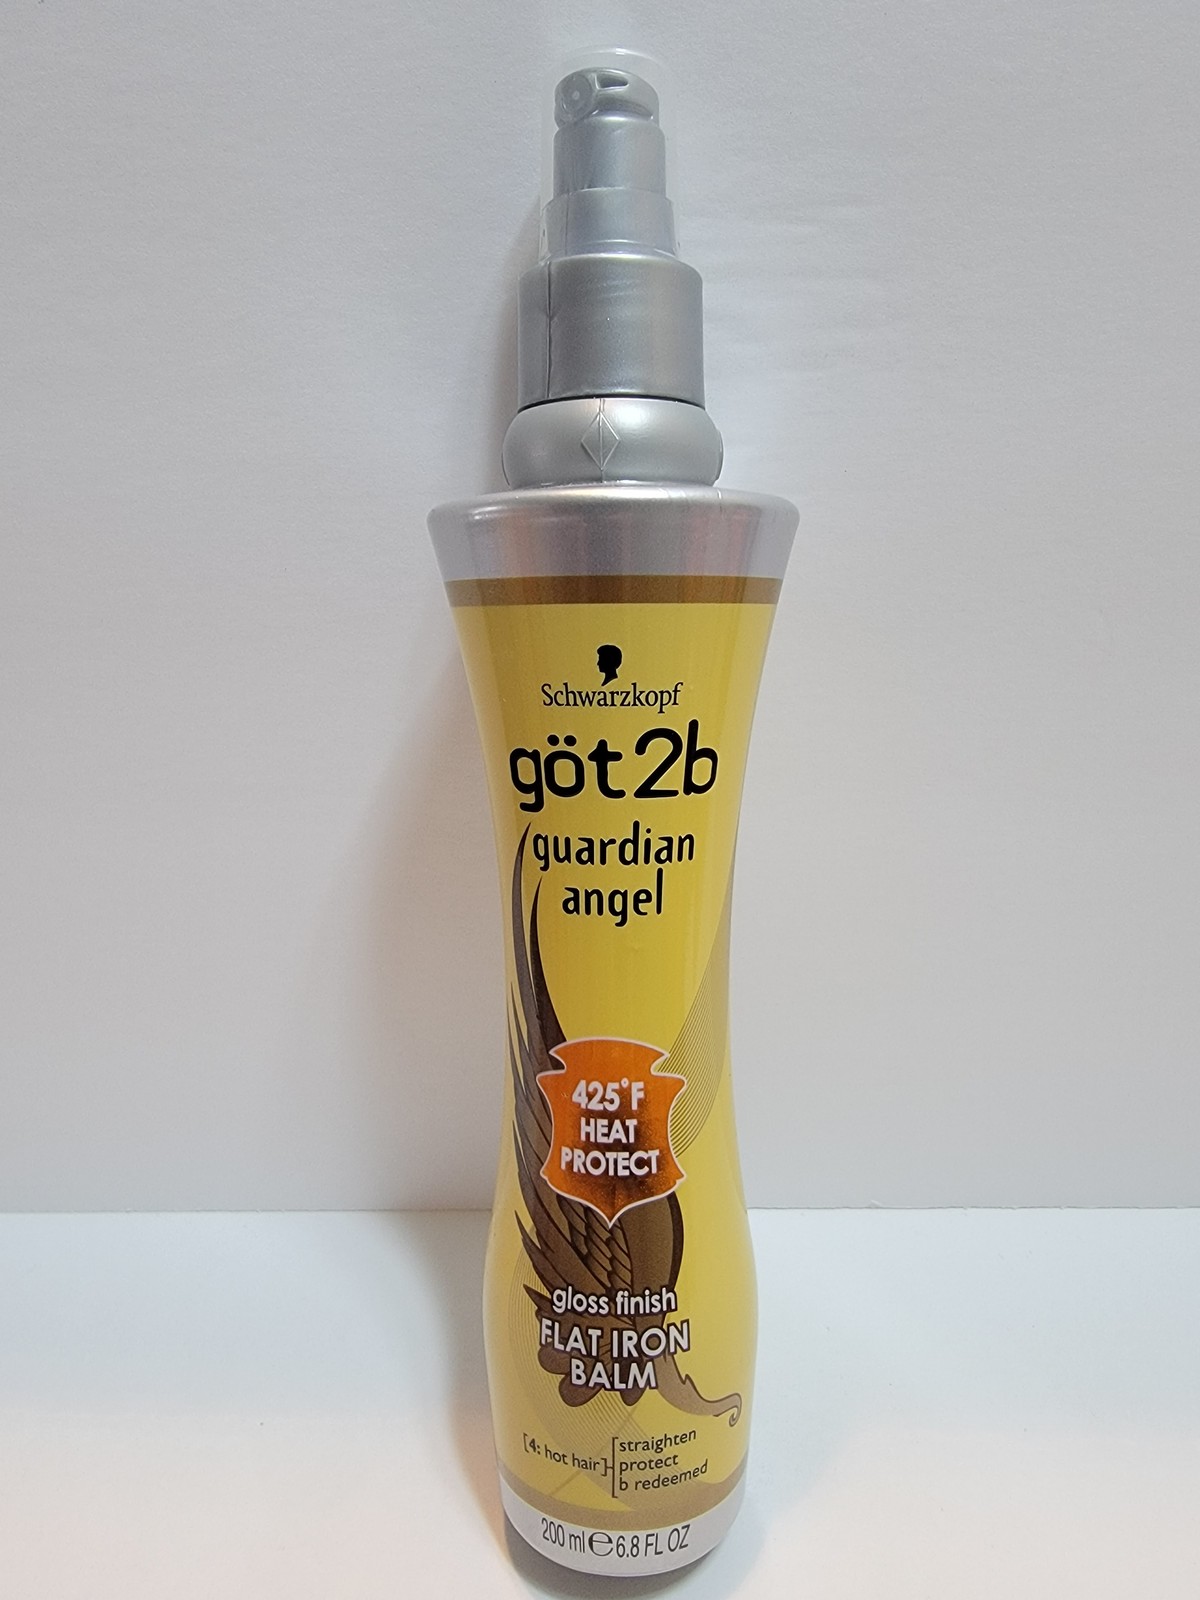 Schwarzkopf
göt2b
guardian
angel
425°F
HEAT
PROTECT
gloss finish
FLAT IRON
BALM
[4: hot hair]
straighten
protect
b redeemed
200 ml ℮ 6.8 FL OZ